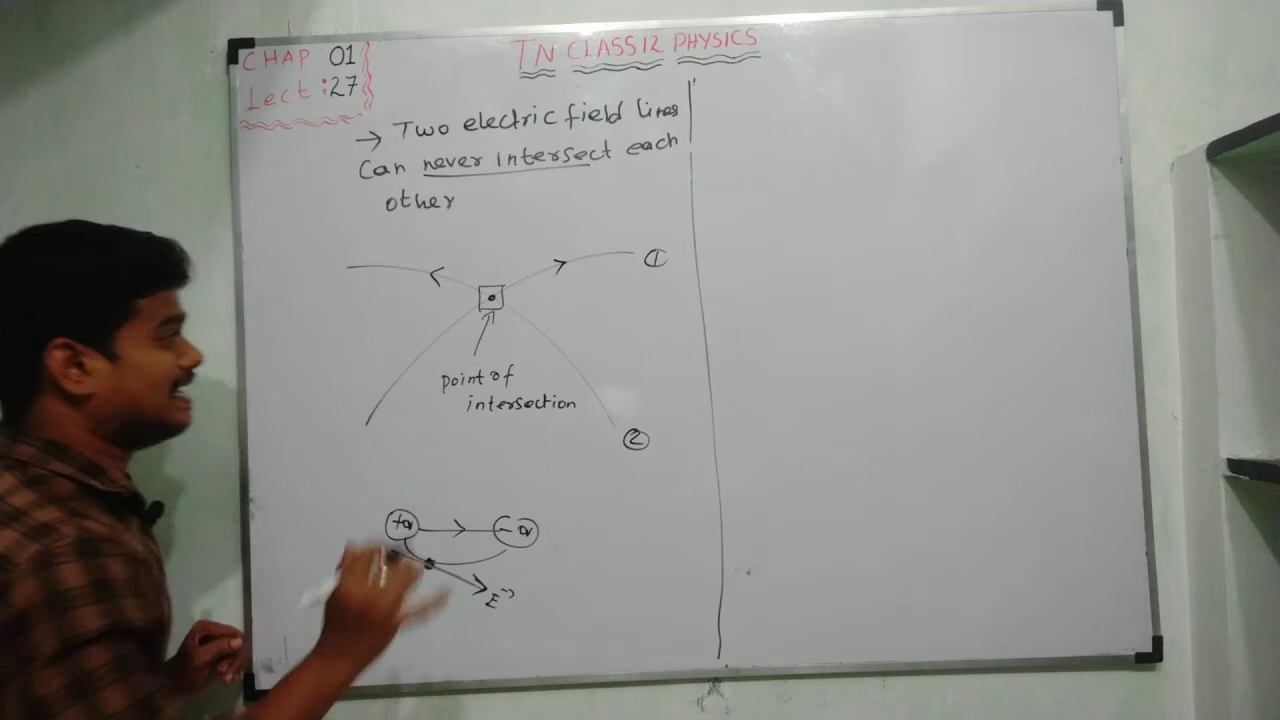 CHAP 01
Lect : 27
TN CLASS 12 PHYSICS
→ Two electric field lines
Can never intersect each
other
①
point of
intersection
②
+q
-q
E→